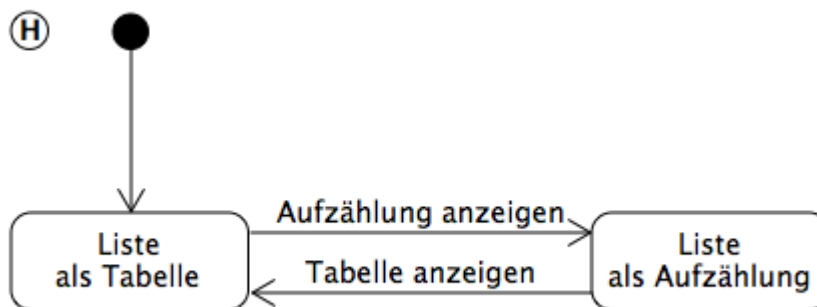 H
Aufzählung anzeigen
Liste
als Tabelle
Tabelle anzeigen
Liste
als Aufzählung